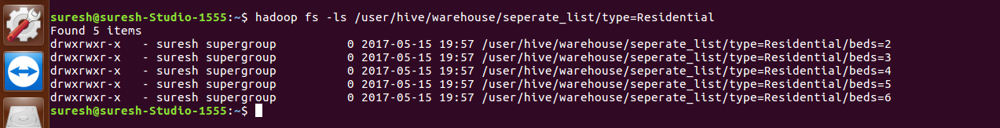 suresh@suresh-Studio-1555:~$ hadoop fs -ls /user/hive/warehouse/seperate_list/type=Residential
Found 5 items
drwxrwxr-x   - suresh supergroup          0 2017-05-15 19:57 /user/hive/warehouse/seperate_list/type=Residential/beds=2
drwxrwxr-x   - suresh supergroup          0 2017-05-15 19:57 /user/hive/warehouse/seperate_list/type=Residential/beds=3
drwxrwxr-x   - suresh supergroup          0 2017-05-15 19:57 /user/hive/warehouse/seperate_list/type=Residential/beds=4
drwxrwxr-x   - suresh supergroup          0 2017-05-15 19:57 /user/hive/warehouse/seperate_list/type=Residential/beds=5
drwxrwxr-x   - suresh supergroup          0 2017-05-15 19:57 /user/hive/warehouse/seperate_list/type=Residential/beds=6
suresh@suresh-Studio-1555:~$